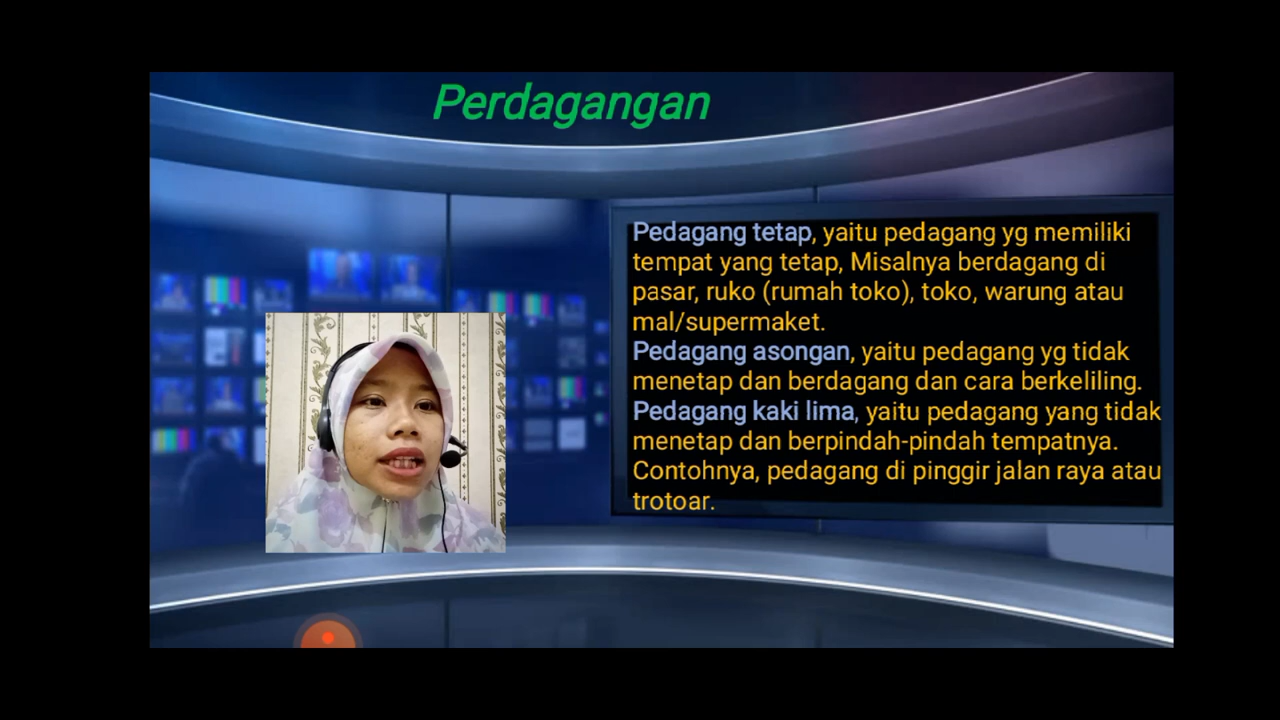 Perdagangan
Pedagang tetap, yaitu pedagang yg memiliki
tempat yang tetap, Misalnya berdagang di
pasar, ruko (rumah toko), toko, warung atau
mal/supermaket.
Pedagang asongan, yaitu pedagang yg tidak
menetap dan berdagang dan cara berkeliling.
Pedagang kaki lima, yaitu pedagang yang tidak
menetap dan berpindah-pindah tempatnya.
Contohnya, pedagang di pinggir jalan raya atau
trotoar.